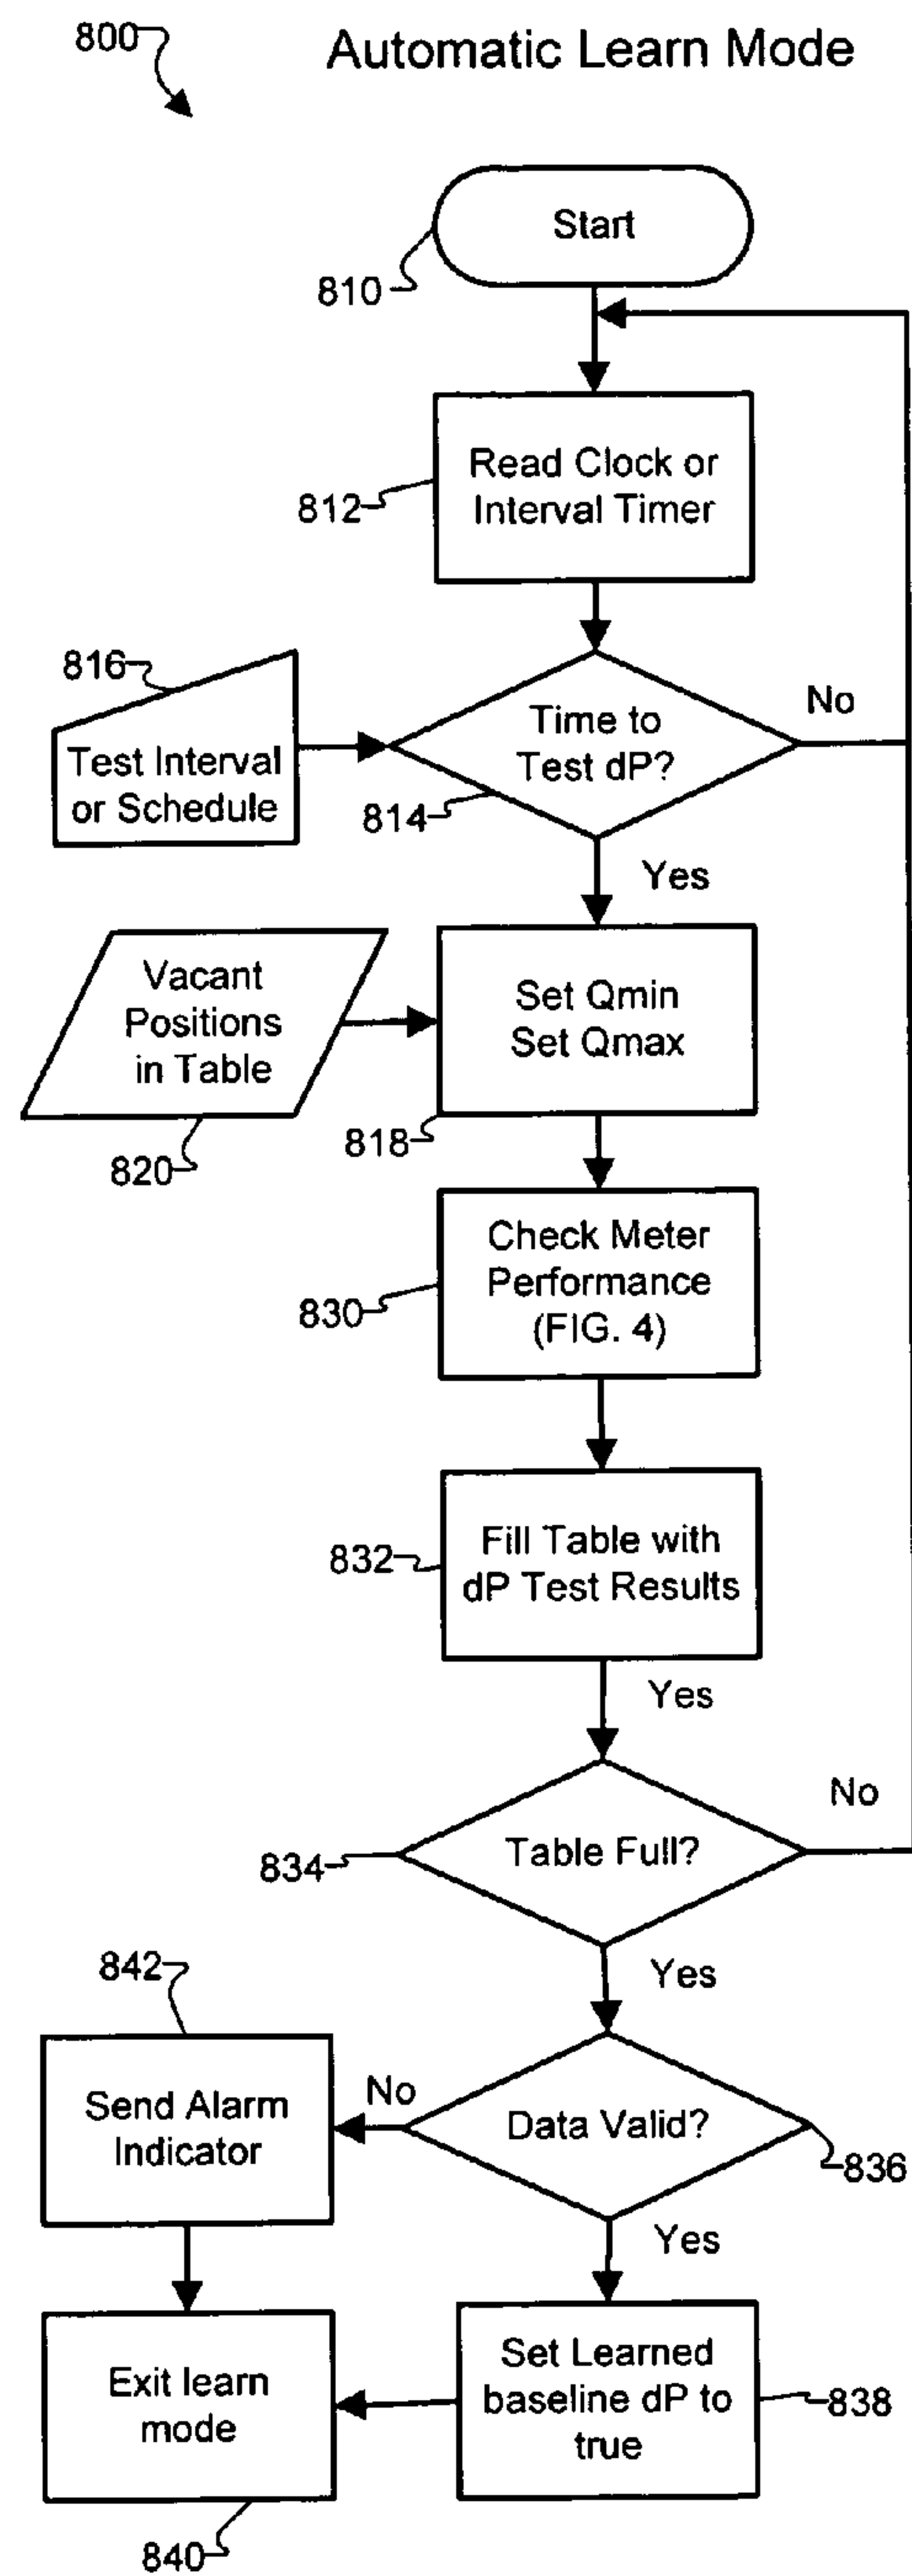 800
Automatic Learn Mode
Start
810
Read Clock or
Interval Timer
812
816
Test Interval
or Schedule
Time to
Test dP?
No
814
Yes
Vacant
Positions
in Table
820
Set Qmin
Set Qmax
818
Check Meter
Performance
(FIG. 4)
830
Fill Table with
dP Test Results
832
Yes
Table Full?
No
834
Yes
842
Send Alarm
Indicator
No
Data Valid?
836
Yes
Exit learn
mode
840
Set Learned
baseline dP to
true
838